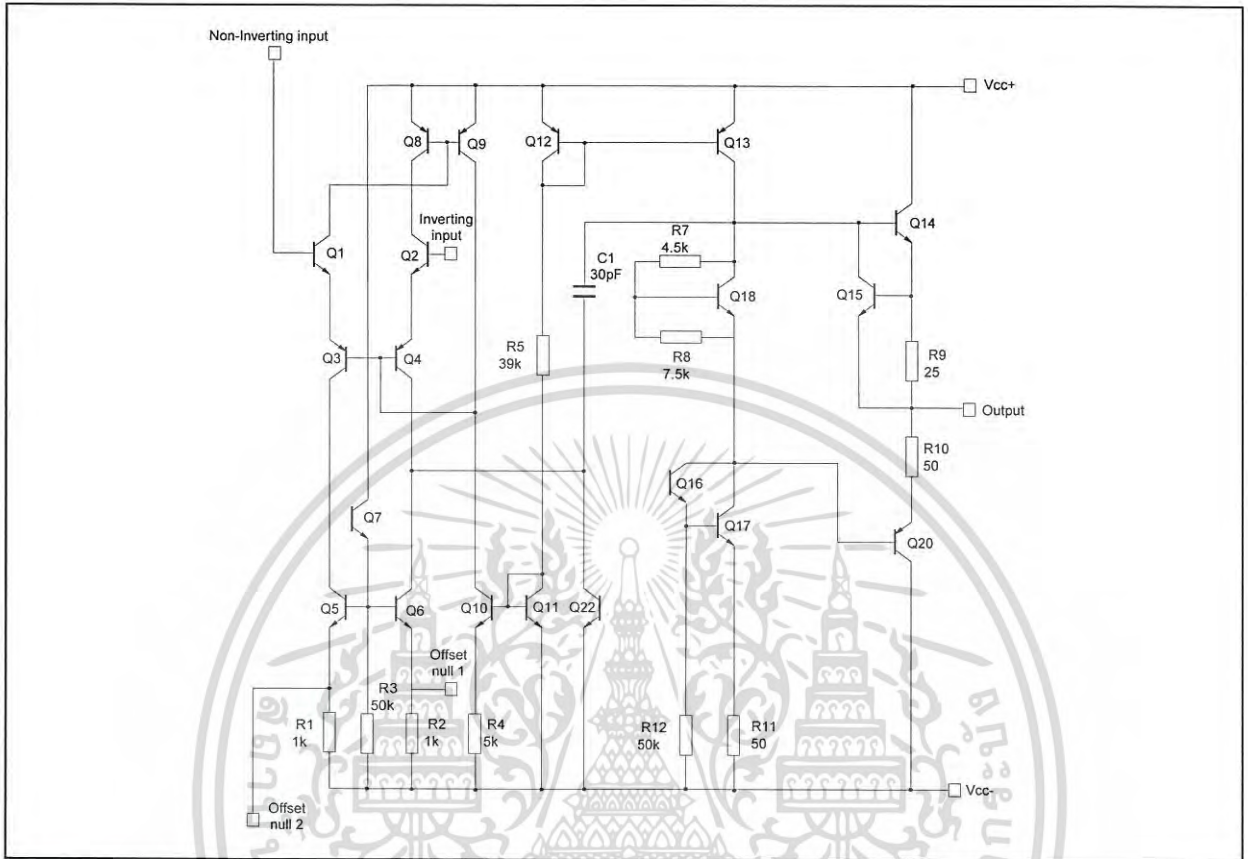 Non-Inverting input
Vcc+
Q8
Q9
Q12
Q13
Inverting
input
Q1
Q2
Q14
R7
4.5k
C1
30pF
Q18
Q15
Q3
Q4
R5
39k
R8
7.5k
R9
25
Output
R10
50
Q16
Q7
Q17
Q20
Q5
Q6
Q10
Q11
Q22
Offset
null 1
R3
50k
R1
1k
R2
1k
R4
5k
R12
50k
R11
50
Vcc-
Offset
null 2